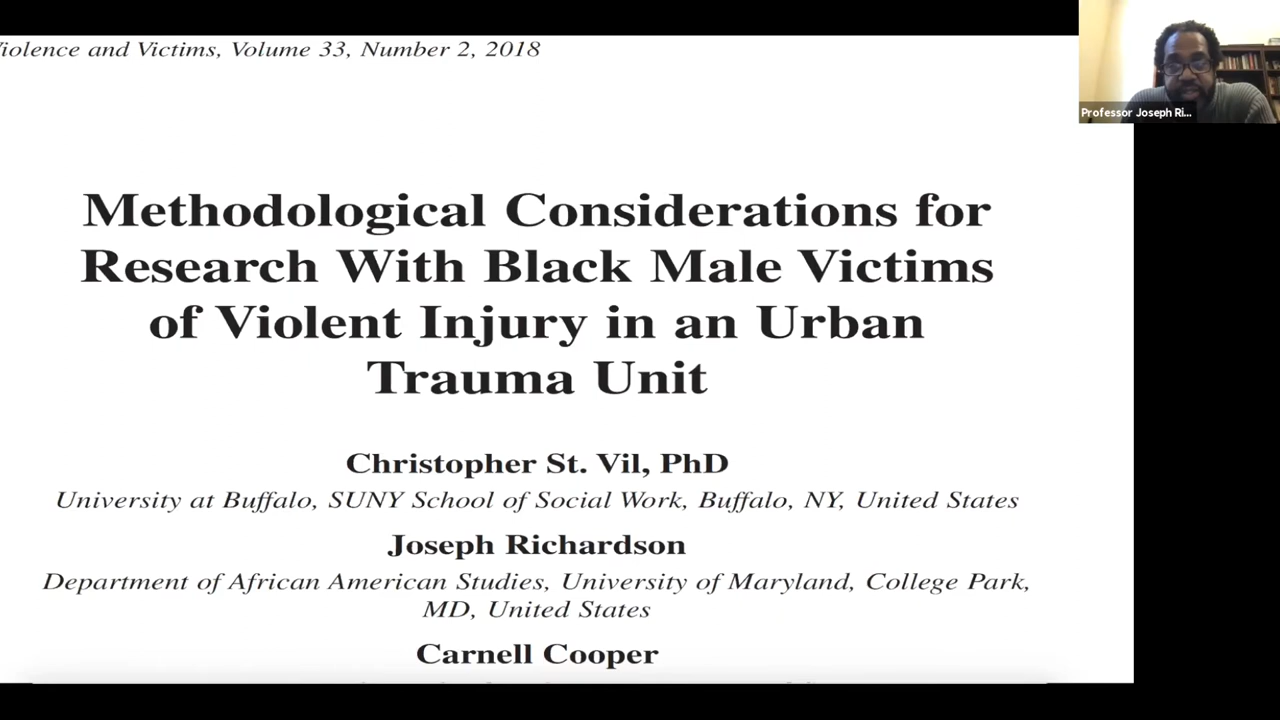 Violence and Victims, Volume 33, Number 2, 2018
Professor Joseph Ri...
Methodological Considerations for
Research With Black Male Victims
of Violent Injury in an Urban
Trauma Unit
Christopher St. Vil, PhD
University at Buffalo, SUNY School of Social Work, Buffalo, NY, United States
Joseph Richardson
Department of African American Studies, University of Maryland, College Park,
MD, United States
Carnell Cooper